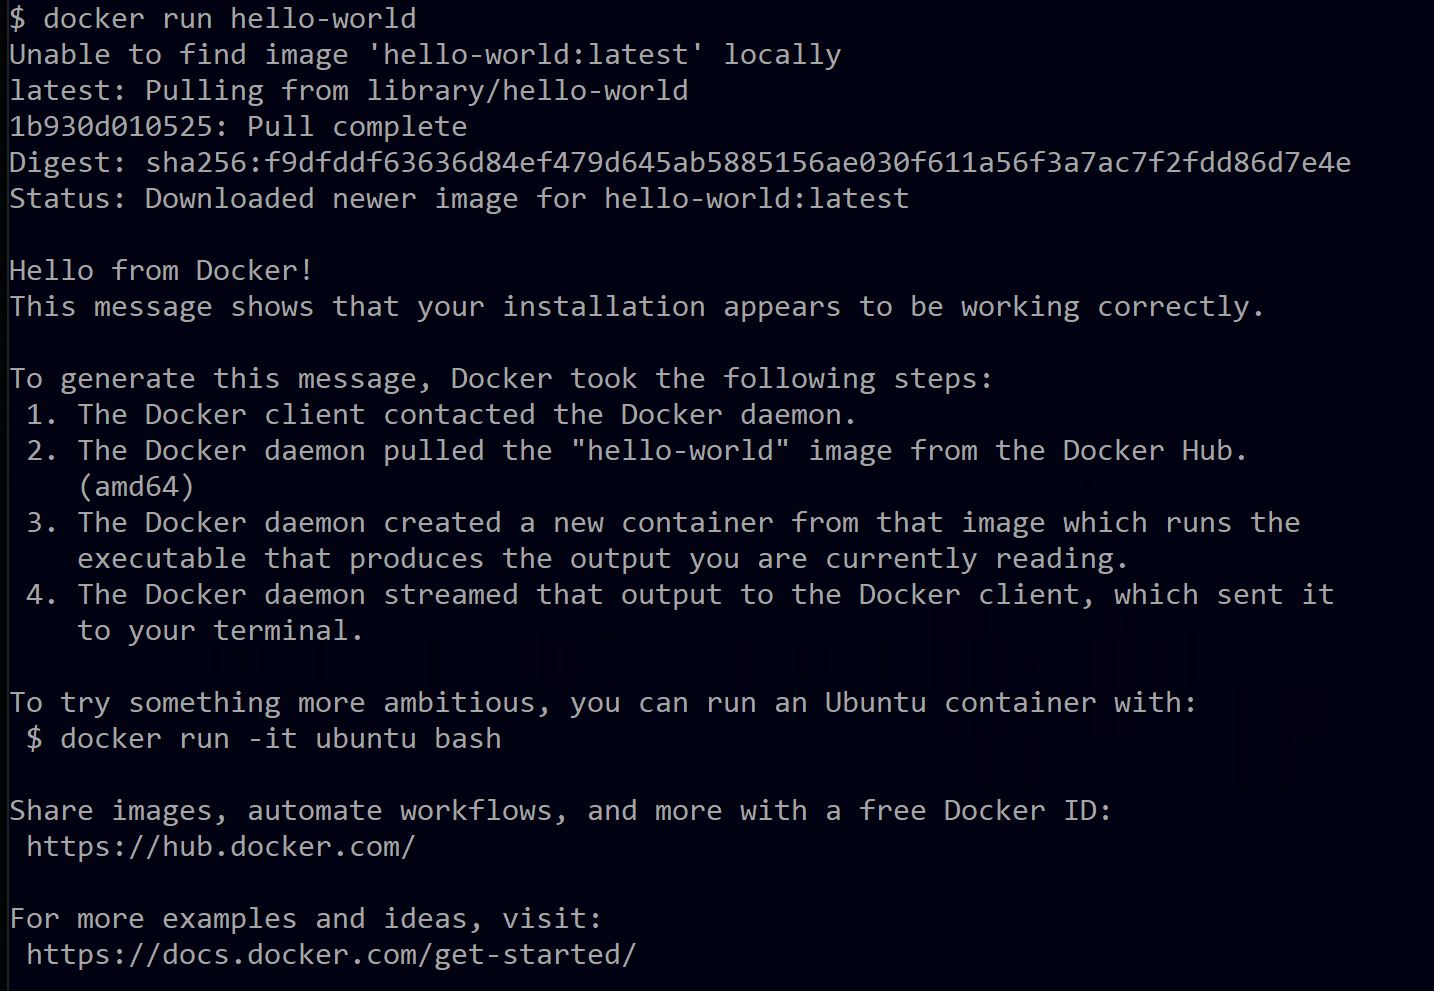 $ docker run hello-world
Unable to find image 'hello-world:latest' locally
latest: Pulling from library/hello-world
1b930d010525: Pull complete
Digest: sha256:f9dfddf63636d84ef479d645ab5885156ae030f611a56f3a7ac7f2fdd86d7e4e
Status: Downloaded newer image for hello-world:latest

Hello from Docker!
This message shows that your installation appears to be working correctly.

To generate this message, Docker took the following steps:
 1. The Docker client contacted the Docker daemon.
 2. The Docker daemon pulled the "hello-world" image from the Docker Hub.
    (amd64)
 3. The Docker daemon created a new container from that image which runs the
    executable that produces the output you are currently reading.
 4. The Docker daemon streamed that output to the Docker client, which sent it
    to your terminal.

To try something more ambitious, you can run an Ubuntu container with:
 $ docker run -it ubuntu bash

Share images, automate workflows, and more with a free Docker ID:
 https://hub.docker.com/

For more examples and ideas, visit:
 https://docs.docker.com/get-started/